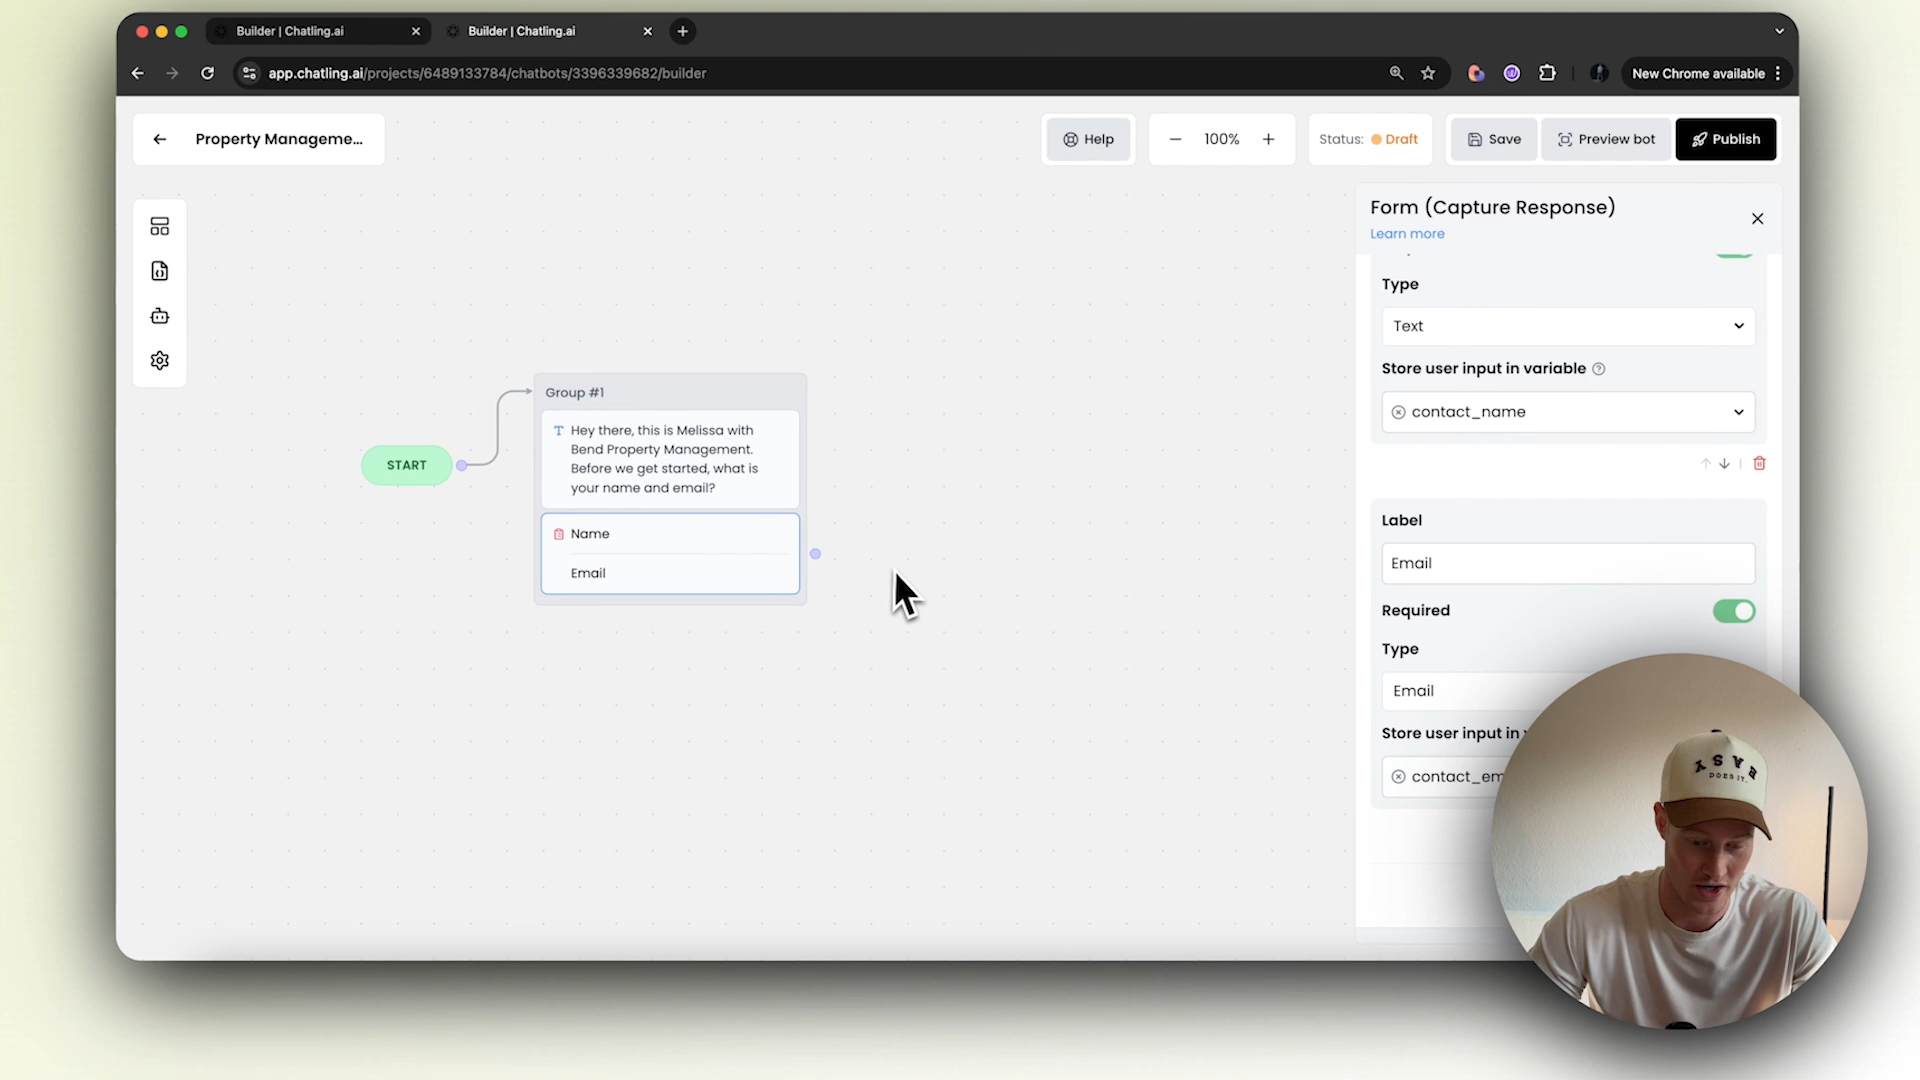 Builder | Chatling.ai
Builder | Chatling.ai
app.chatling.ai/projects/6489133784/chatbots/3396339682/builder
New Chrome available
Property Manageme...
Help
100%
Status: Draft
Save
Preview bot
Publish
Form (Capture Response)
Learn more
Type
Text
Store user input in variable
contact_name
Label
Email
Required
Type
Email
Store user input in
contact_em
START
Group #1
Hey there, this is Melissa with
Bend Property Management.
Before we get started, what is
your name and email?
Name
Email
DOES IT.